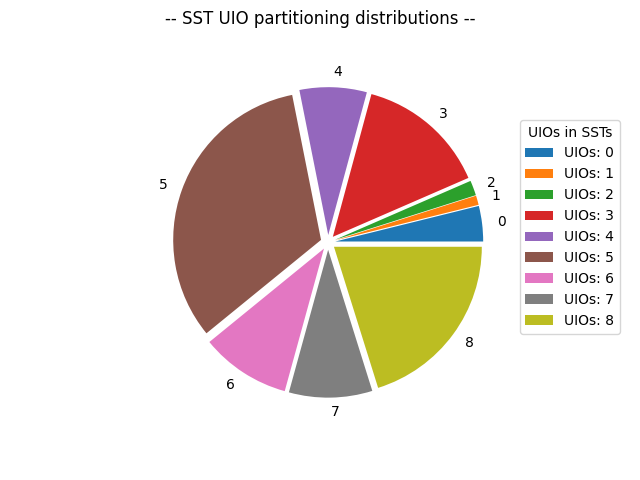 -- SST UIO partitioning distributions --
4
3
5
2
1
0
8
6
7
UIOs in SSTs
UIOs: 0
UIOs: 1
UIOs: 2
UIOs: 3
UIOs: 4
UIOs: 5
UIOs: 6
UIOs: 7
UIOs: 8